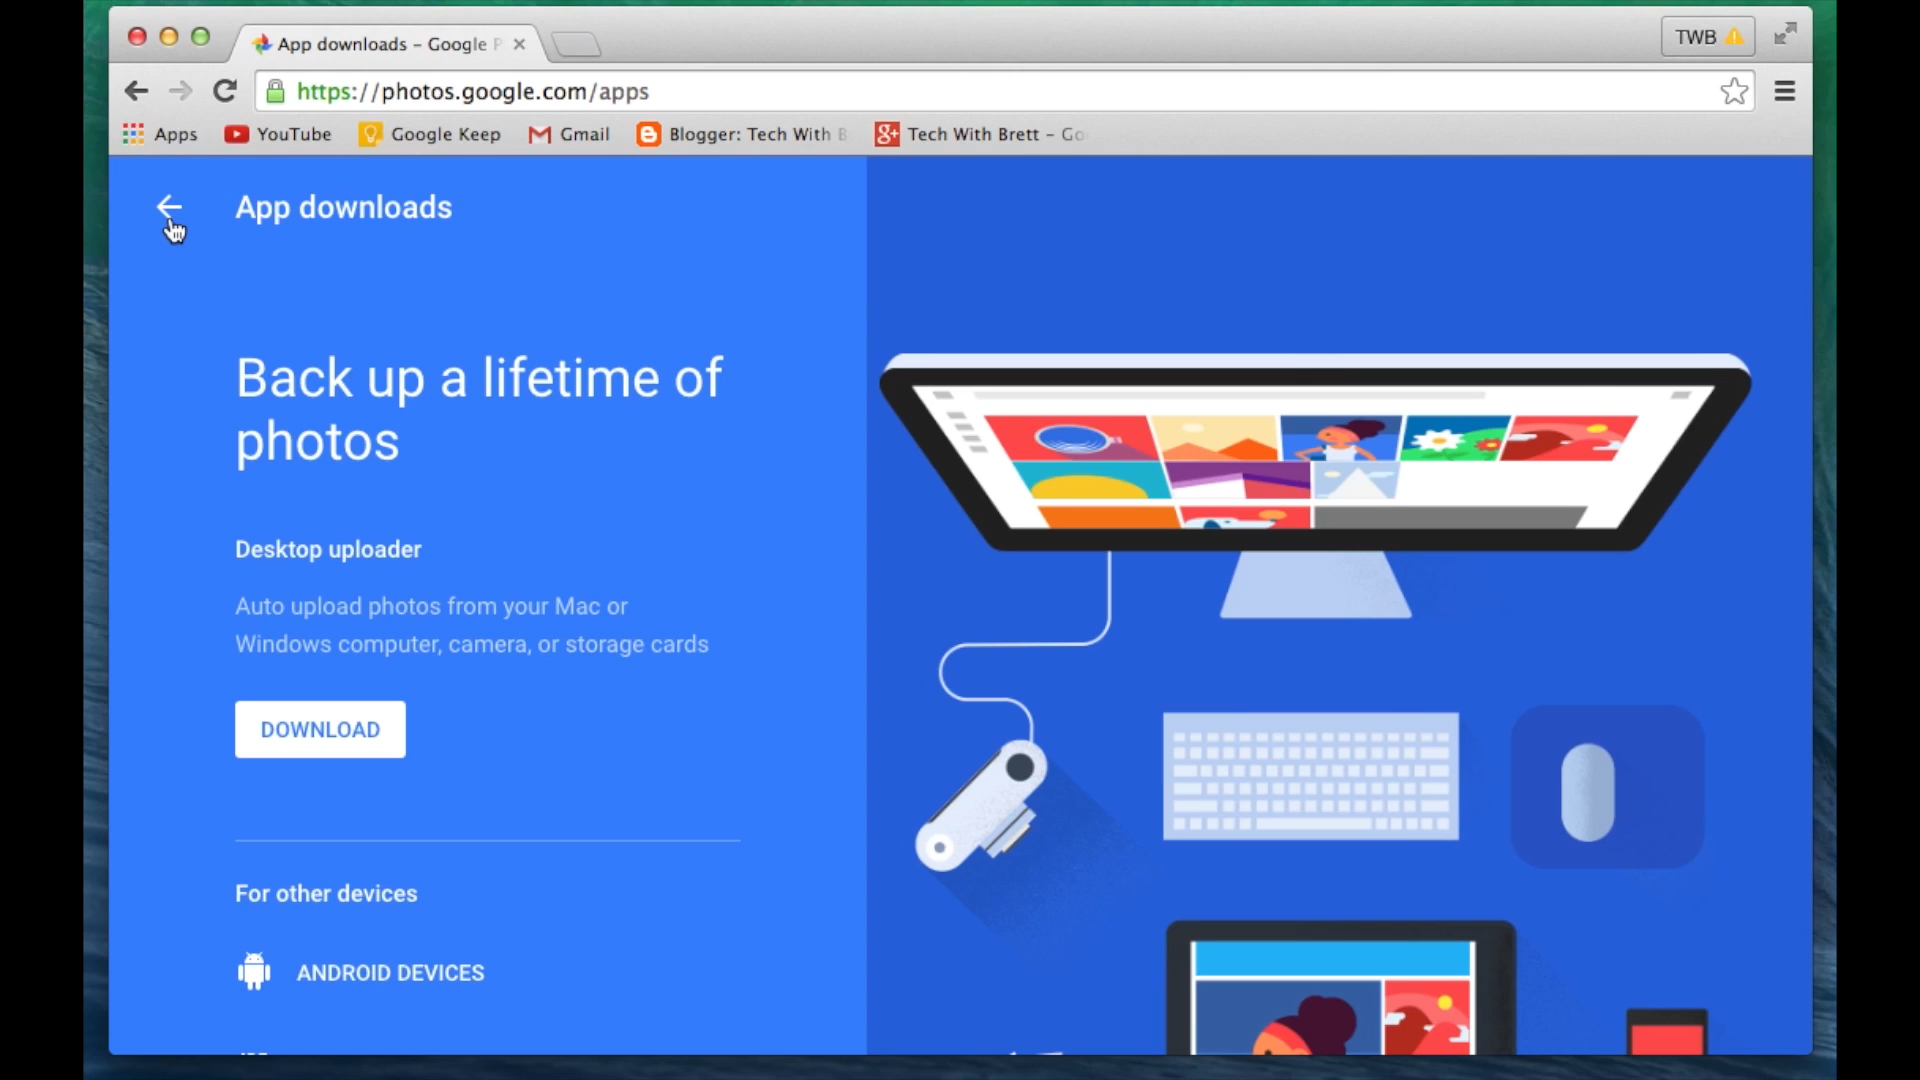 App downloads – Google P
TWB
https://photos.google.com/apps
Apps
YouTube
Google Keep
Gmail
Blogger: Tech With B
Tech With Brett – Go
App downloads
Back up a lifetime of
photos
Desktop uploader
Auto upload photos from your Mac or
Windows computer, camera, or storage cards
DOWNLOAD
For other devices
ANDROID DEVICES